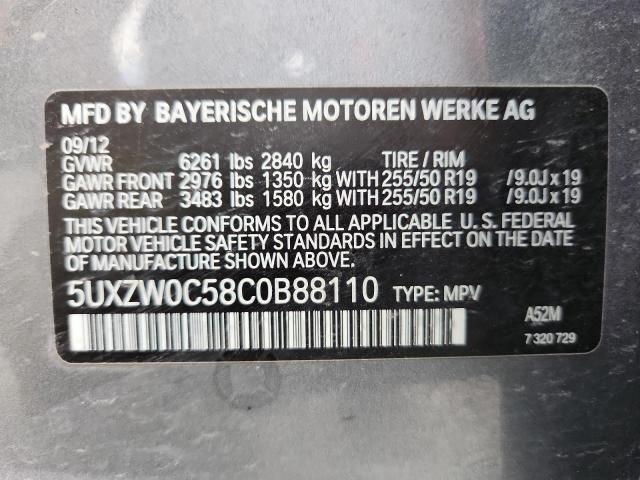 MFD BY BAYERISCHE MOTOREN WERKE AG
09/12
GVWR 6261 lbs 2840 kg TIRE / RIM
GAWR FRONT 2976 lbs 1350 kg WITH 255/50 R19 /9.0J x 19
GAWR REAR 3483 lbs 1580 kg WITH 255/50 R19 /9.0J x 19
THIS VEHICLE CONFORMS TO ALL APPLICABLE U. S. FEDERAL
MOTOR VEHICLE SAFETY STANDARDS IN EFFECT ON THE DATE
OF MANUFACTURE SHOWN ABOVE.
5UXZW0C58C0B88110 TYPE: MPV
A52M
7 320 729